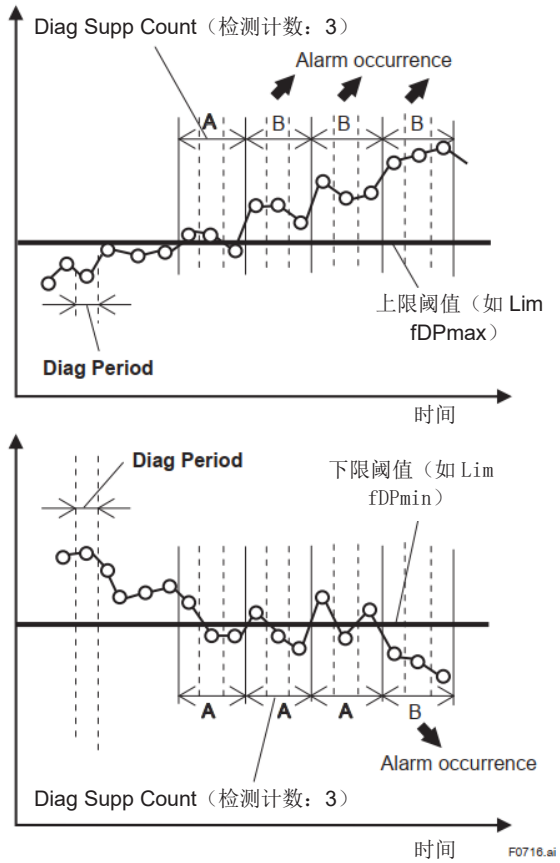 Diag Supp Count（检测计数：3）
Alarm occurrence
A
B
B
B
上限阈值（如 Lim
fDPmax）
Diag Period
时间
Diag Period
下限阈值（如 Lim
fDPmin）
A
A
A
B
Alarm occurrence
Diag Supp Count（检测计数：3）
时间
F0716.ai